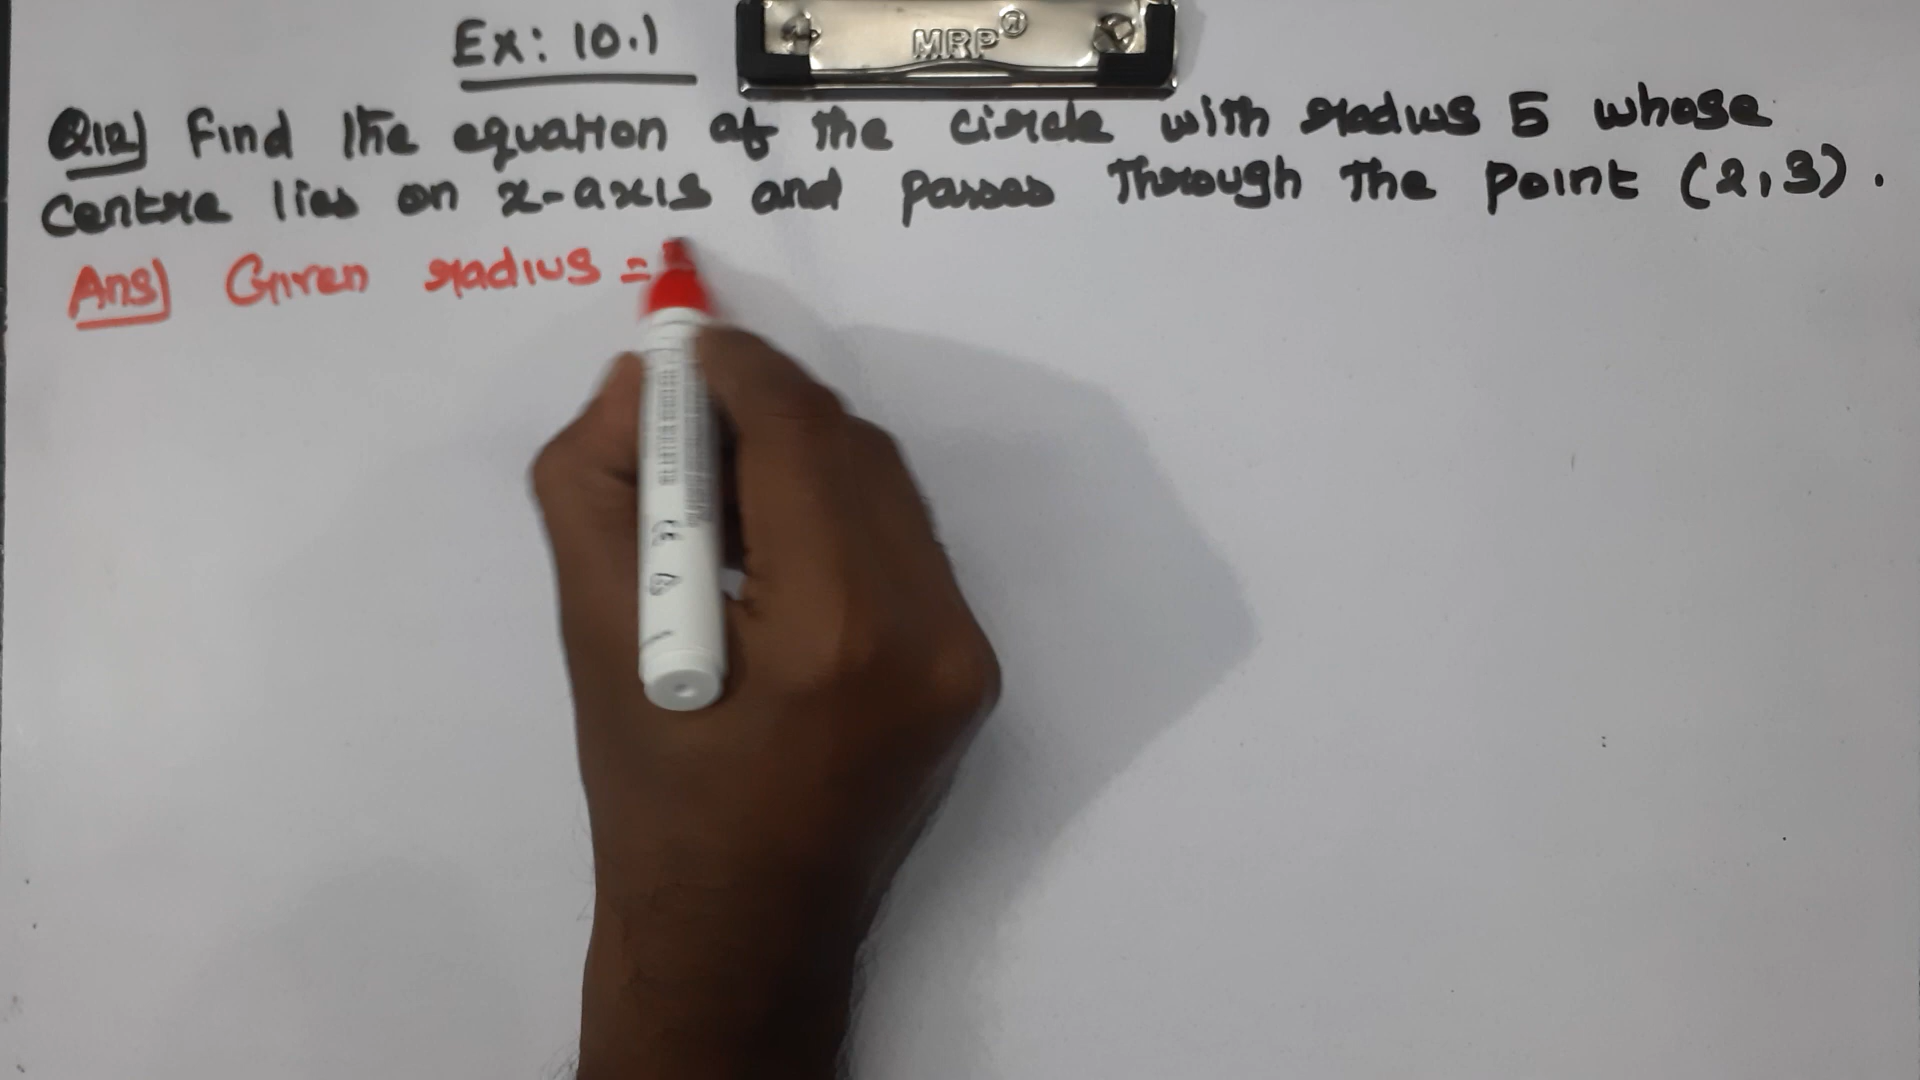 Ex: 10.1
MRP®
Q12) Find the equation of the circle with radius 5 whose
centre lies on x-axis and passes through the point (2,3).
Ans) Given radius =
CE